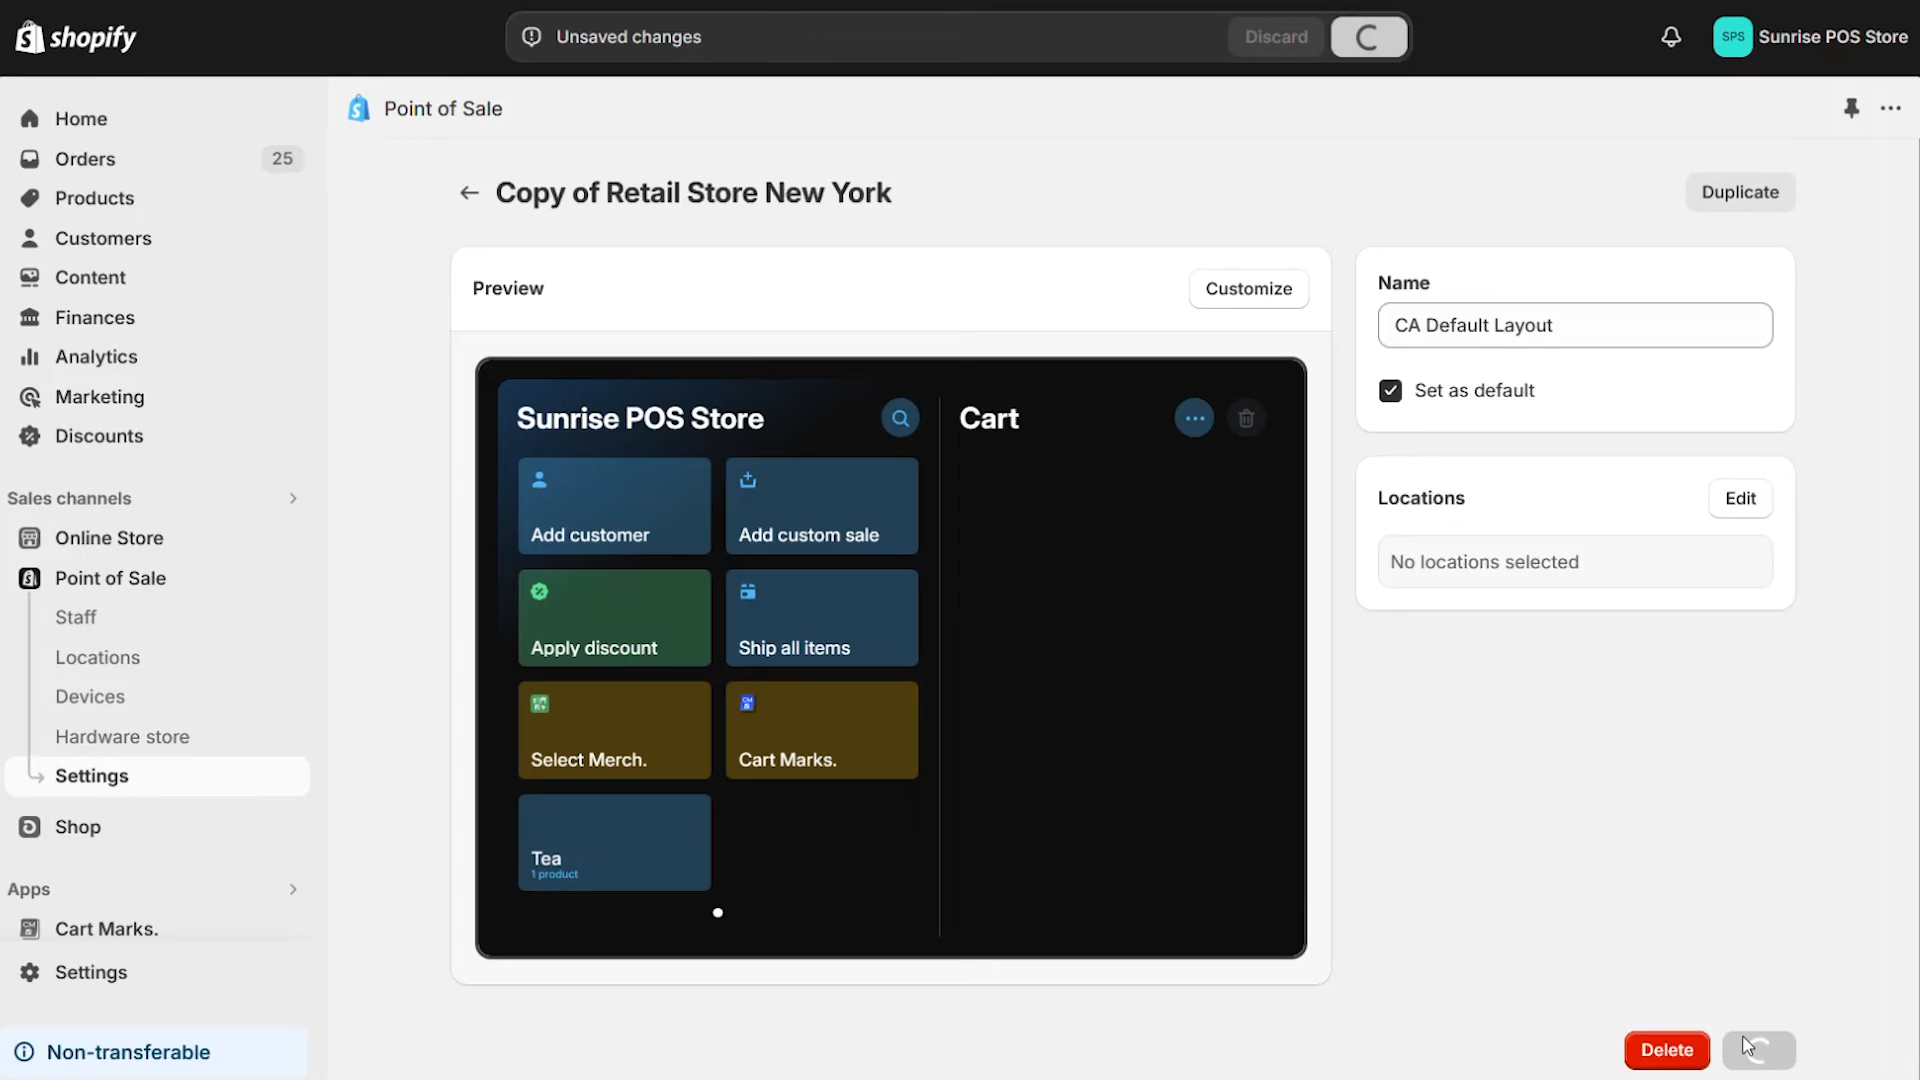 shopify
Unsaved changes
Discard
SPS
Sunrise POS Store
Home
Orders
25
Products
Customers
Content
Finances
Analytics
Marketing
Discounts
Sales channels
Online Store
Point of Sale
Staff
Locations
Devices
Hardware store
Settings
Shop
Apps
Cart Marks.
Settings
Non-transferable
Point of Sale
Copy of Retail Store New York
Duplicate
Preview
Customize
Sunrise POS Store
Cart
Add customer
Add custom sale
Apply discount
Ship all items
Select Merch.
CM
Cart Marks.
Tea
1 product
Name
CA Default Layout
Set as default
Locations
Edit
No locations selected
Delete